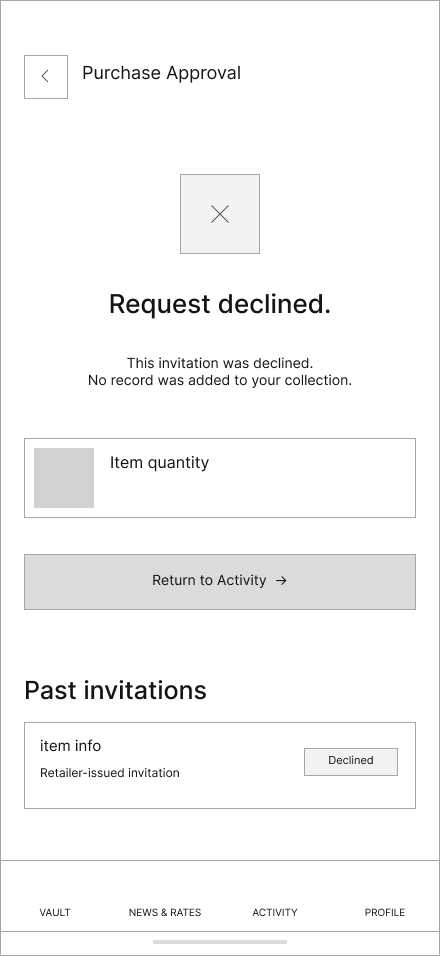 Purchase Approval
Request declined.
This invitation was declined.
No record was added to your collection.
Item quantity
Return to Activity →
Past invitations
item info
Retailer-issued invitation
Declined
VAULT
NEWS & RATES
ACTIVITY
PROFILE